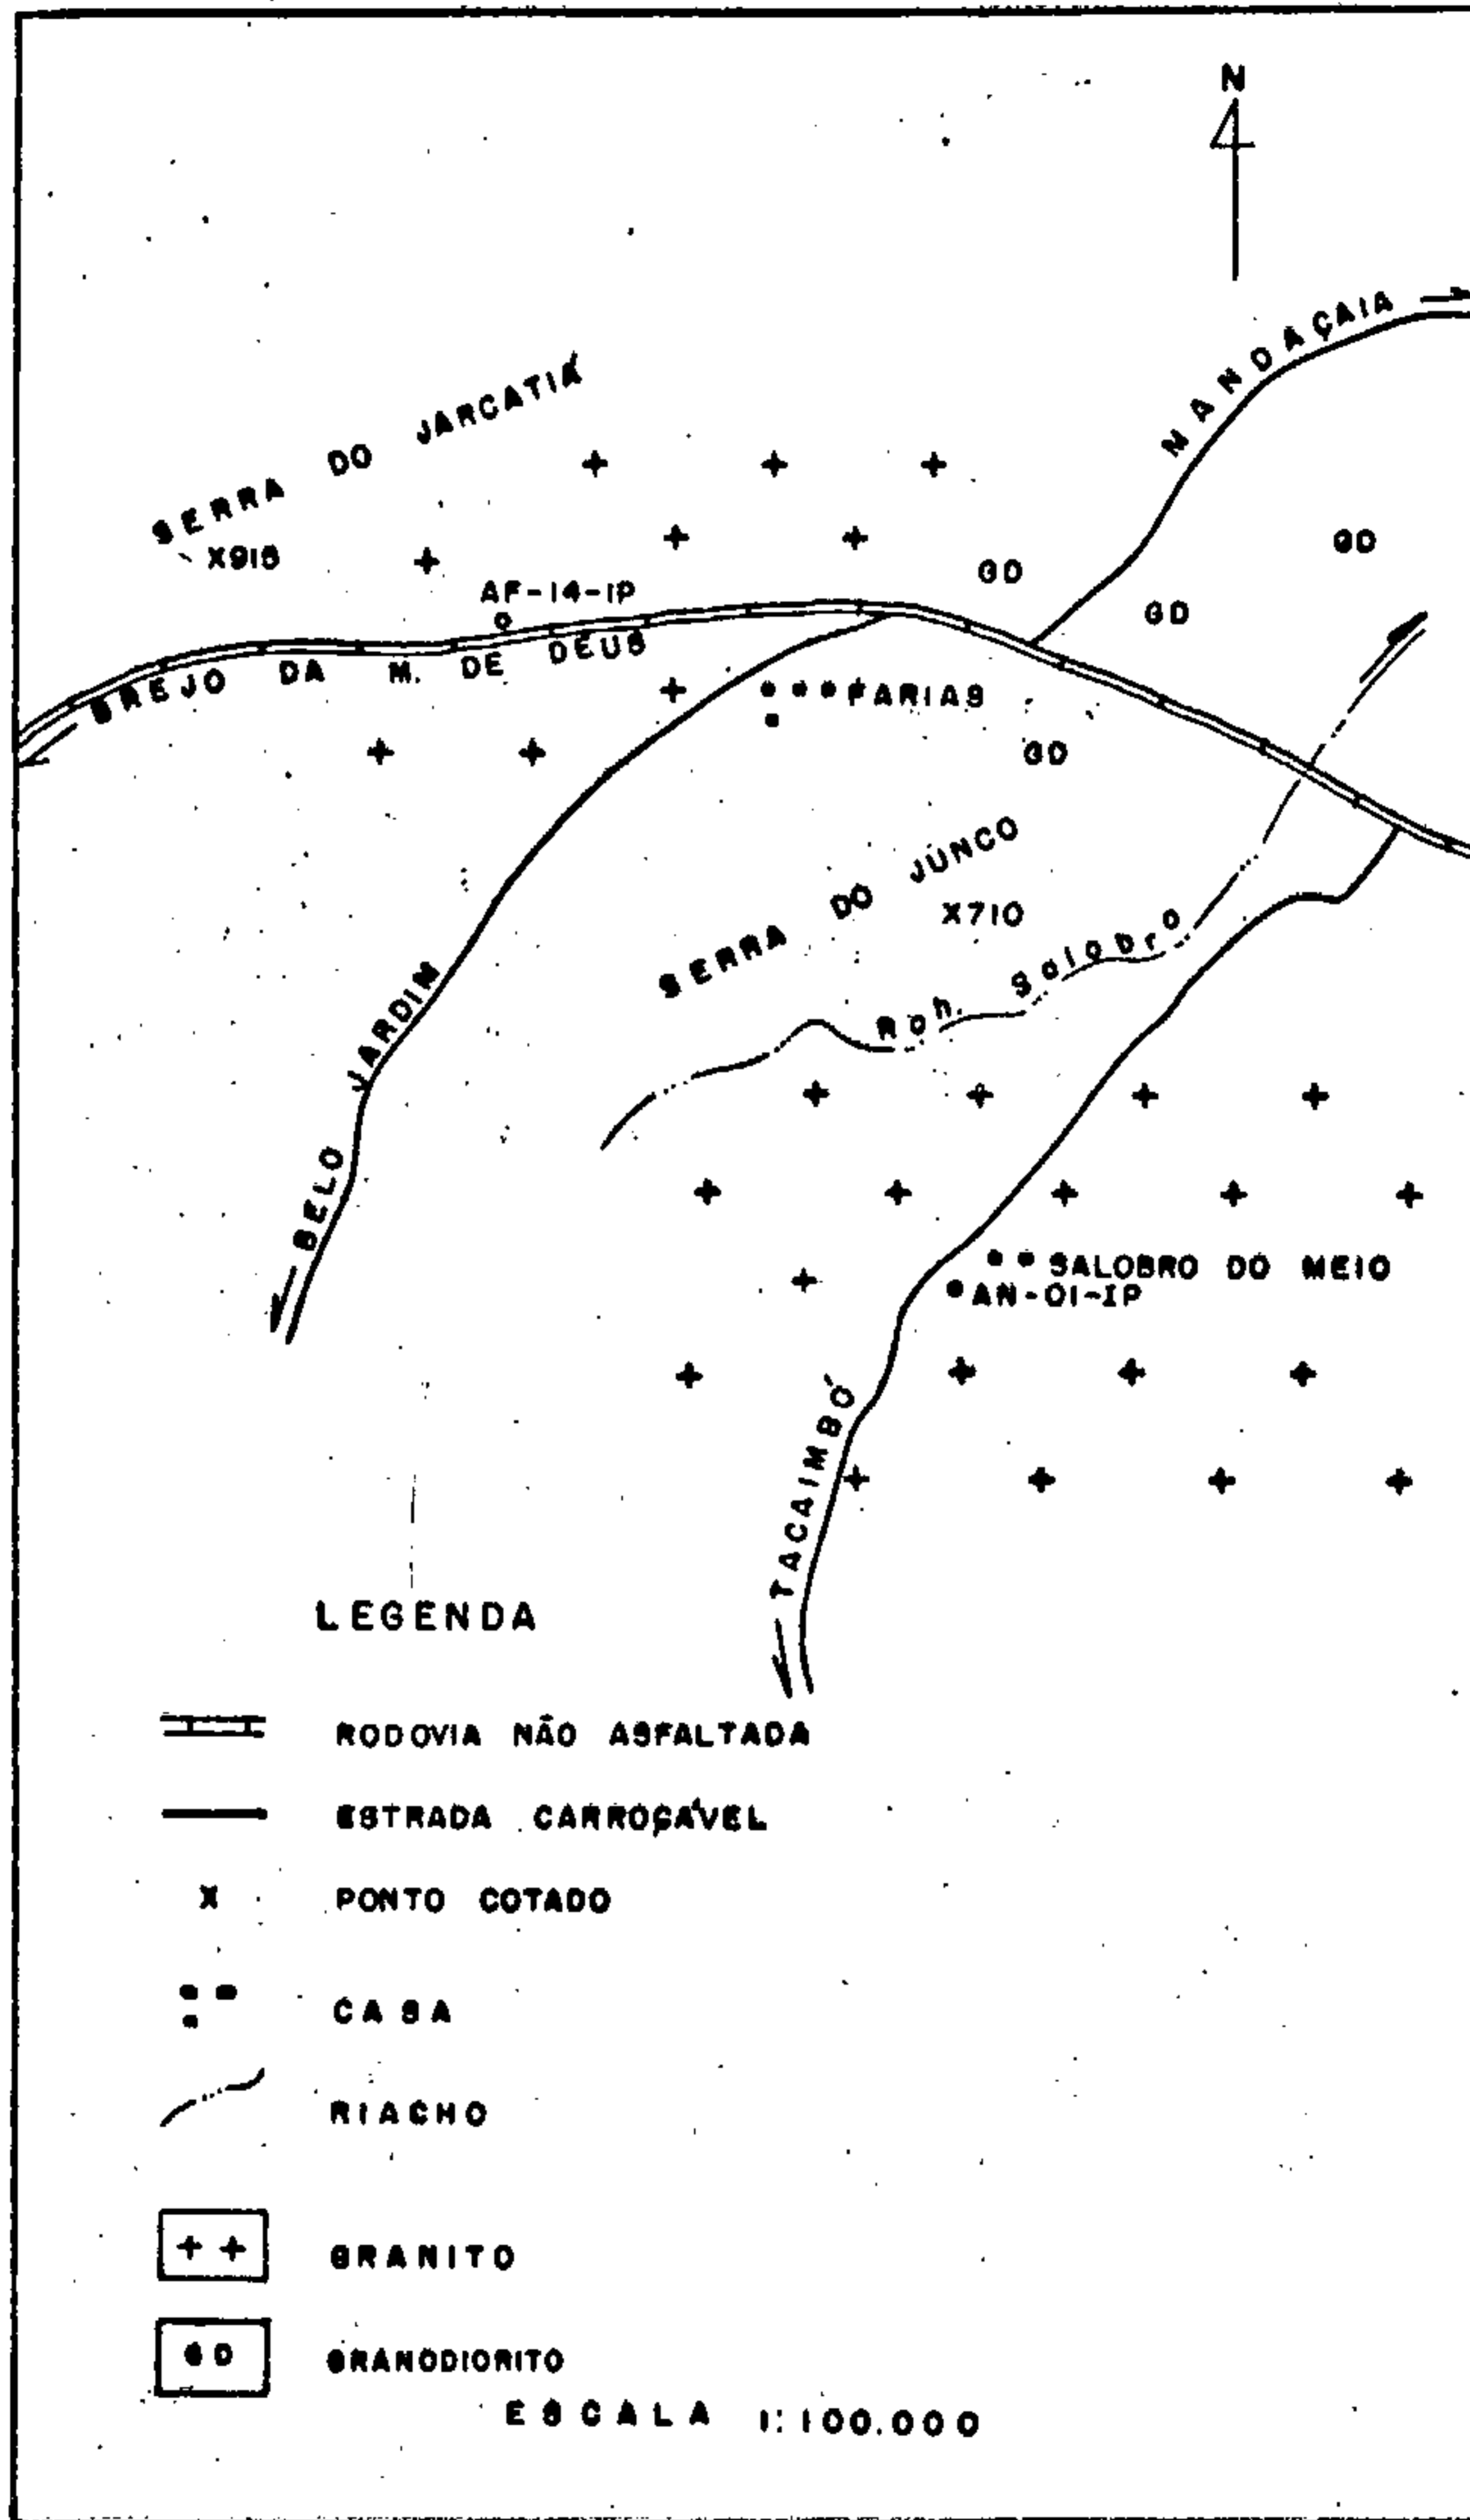 N
MANDAÇAIA
SERRA DO JARCATIÁ
X918
GD
GD
AF-14-IP
GD
BREJO DA M. DE DEUS
FARIAS
GD
SERRA DO JUNCO
X710
Rch. Salobro
BELO JARDIM
SALOBRO DO MEIO
AN-01-IP
TACAIMBÓ
LEGENDA
RODOVIA NÃO ASFALTADA
ESTRADA CARROÇÁVEL
X PONTO COTADO
CASA
RIACHO
++ GRANITO
GD GRANODIORITO
ESCALA 1:100.000